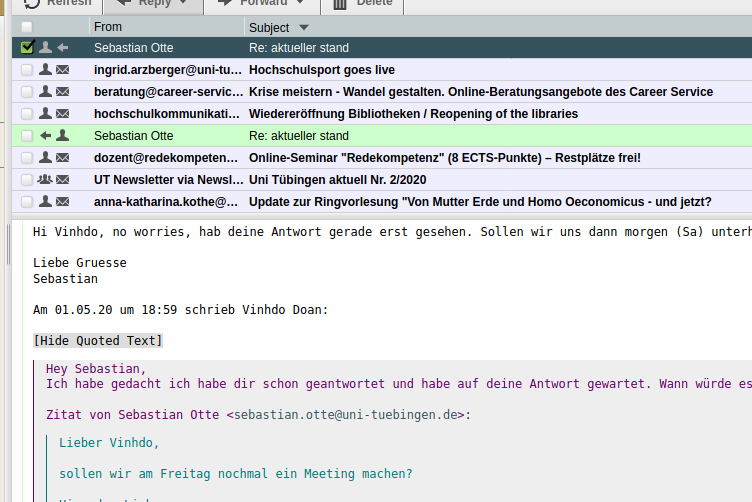 Refresh Reply Forward Delete
From Subject
Sebastian Otte Re: aktueller stand
ingrid.arzberger@uni-tu... Hochschulsport goes live
beratung@career-servic... Krise meistern - Wandel gestalten. Online-Beratungsangebote des Career Service
hochschulkommunikati... Wiedereröffnung Bibliotheken / Reopening of the libraries
Sebastian Otte Re: aktueller stand
dozent@redekompeten... Online-Seminar "Redekompetenz" (8 ECTS-Punkte) – Restplätze frei!
UT Newsletter via Newsl... Uni Tübingen aktuell Nr. 2/2020
anna-katharina.kothe@... Update zur Ringvorlesung "Von Mutter Erde und Homo Oeconomicus - und jetzt?
Hi Vinhdo, no worries, hab deine Antwort gerade erst gesehen. Sollen wir uns dann morgen (Sa) unterh
Liebe Gruesse
Sebastian
Am 01.05.20 um 18:59 schrieb Vinhdo Doan:
[Hide Quoted Text]
Hey Sebastian,
Ich habe gedacht ich habe dir schon geantwortet und habe auf deine Antwort gewartet. Wann würde es
Zitat von Sebastian Otte <sebastian.otte@uni-tuebingen.de>:
Lieber Vinhdo,
sollen wir am Freitag nochmal ein Meeting machen?